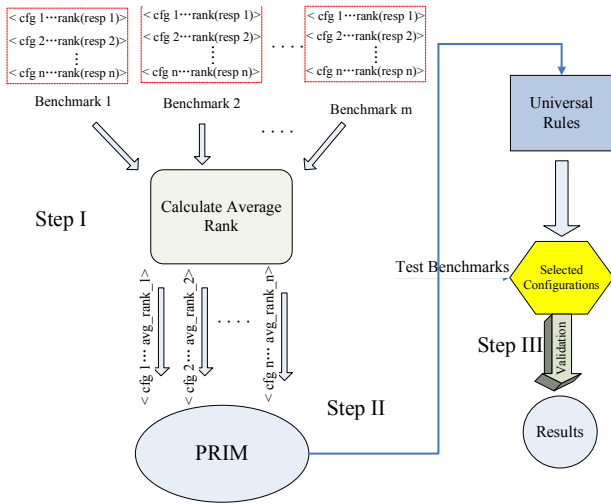 < cfg 1⋯rank(resp 1)>
< cfg 2⋯rank(resp 2)>
⋮
< cfg n⋯rank(resp n)>
Benchmark 1
< cfg 1⋯rank(resp 1)>
< cfg 2⋯rank(resp 2)>
⋮
< cfg n⋯rank(resp n)>
Benchmark 2
. . . .
< cfg 1⋯rank(resp 1)>
< cfg 2⋯rank(resp 2)>
⋮
< cfg n⋯rank(resp n)>
Benchmark m
. . . .
Step I
Calculate Average
Rank
< cfg 1⋯ avg_rank_1>
< cfg 2⋯ avg_rank_2>
. . . .
< cfg n⋯ avg_rank_n>
Step II
PRIM
Universal
Rules
Test Benchmarks
Selected
Configurations
Step III
Validation
Results